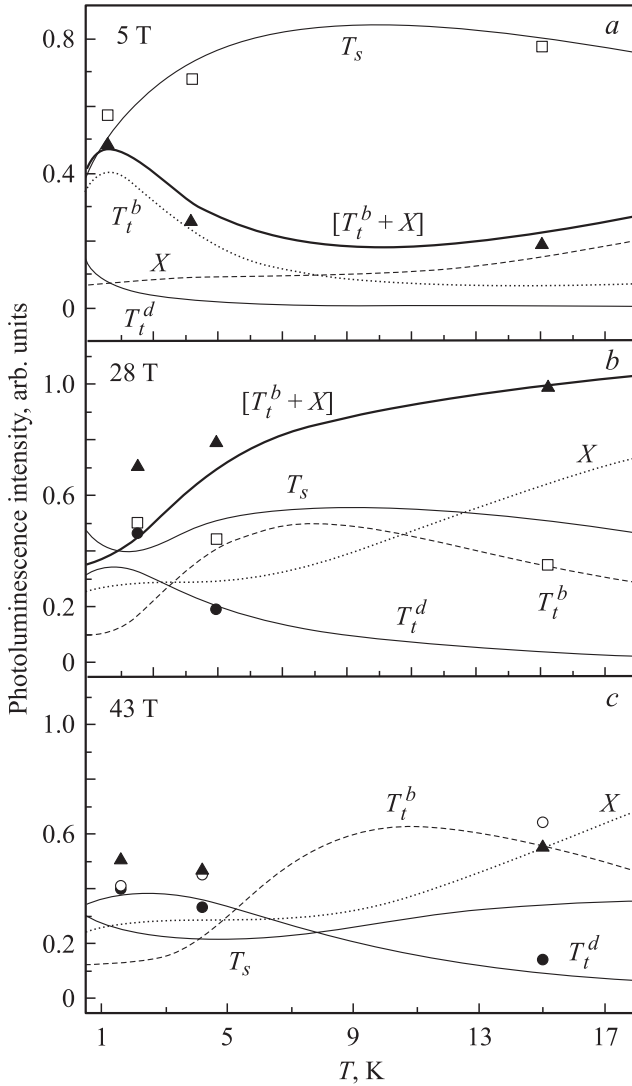 5 T
a
0.8
T_s
0.4
T_t^b
[T_t^b + X]
X
0
T_t^d
28 T
b
1.0
[T_t^b + X]
X
T_s
0.6
T_t^b
0.2
T_t^d
0
43 T
c
1.0
T_t^b
X
0.6
0.2
T_s
T_t^d
0
1 5 9 13 17
T, K
Photoluminescence intensity, arb. units